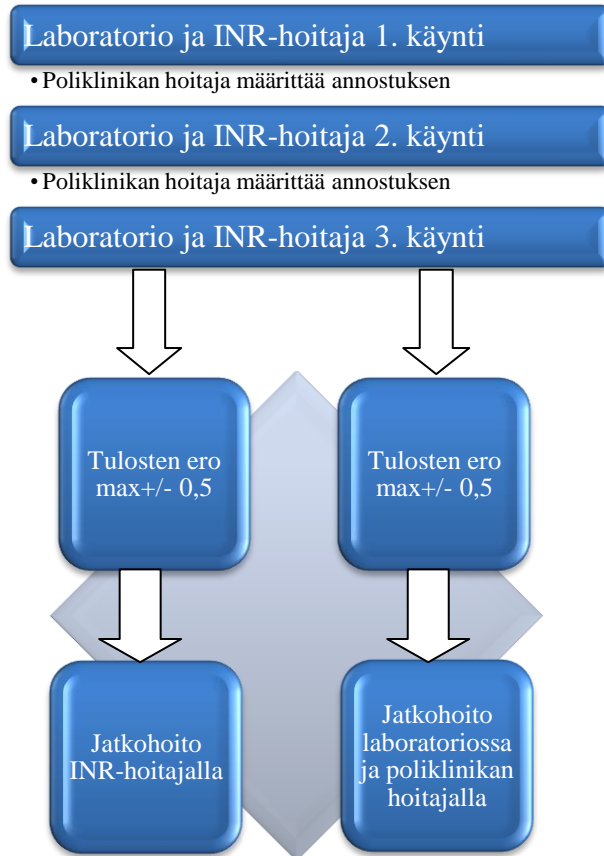 Laboratorio ja INR-hoitaja 1. käynti
• Poliklinikan hoitaja määrittää annostuksen
Laboratorio ja INR-hoitaja 2. käynti
• Poliklinikan hoitaja määrittää annostuksen
Laboratorio ja INR-hoitaja 3. käynti
Tulosten ero
max+/- 0,5
Tulosten ero
max+/- 0,5
Jatkohoito
INR-hoitajalla
Jatkohoito
laboratoriossa
ja poliklinikan
hoitajalla